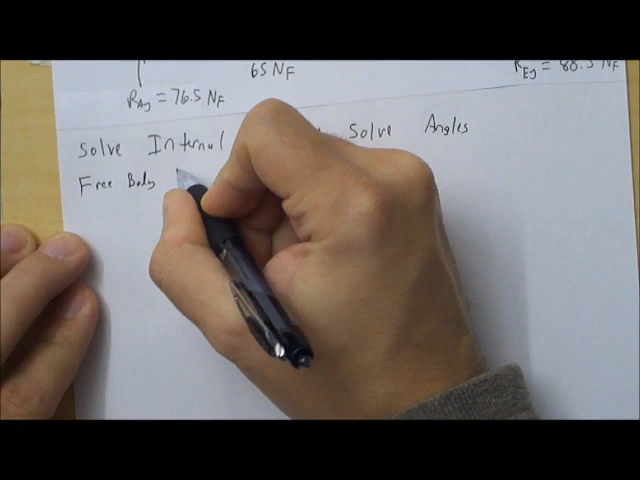 65 NF
RAy = 76.5 NF
REy = 88.5 NF
Solve Internal Solve Angles
Free Body